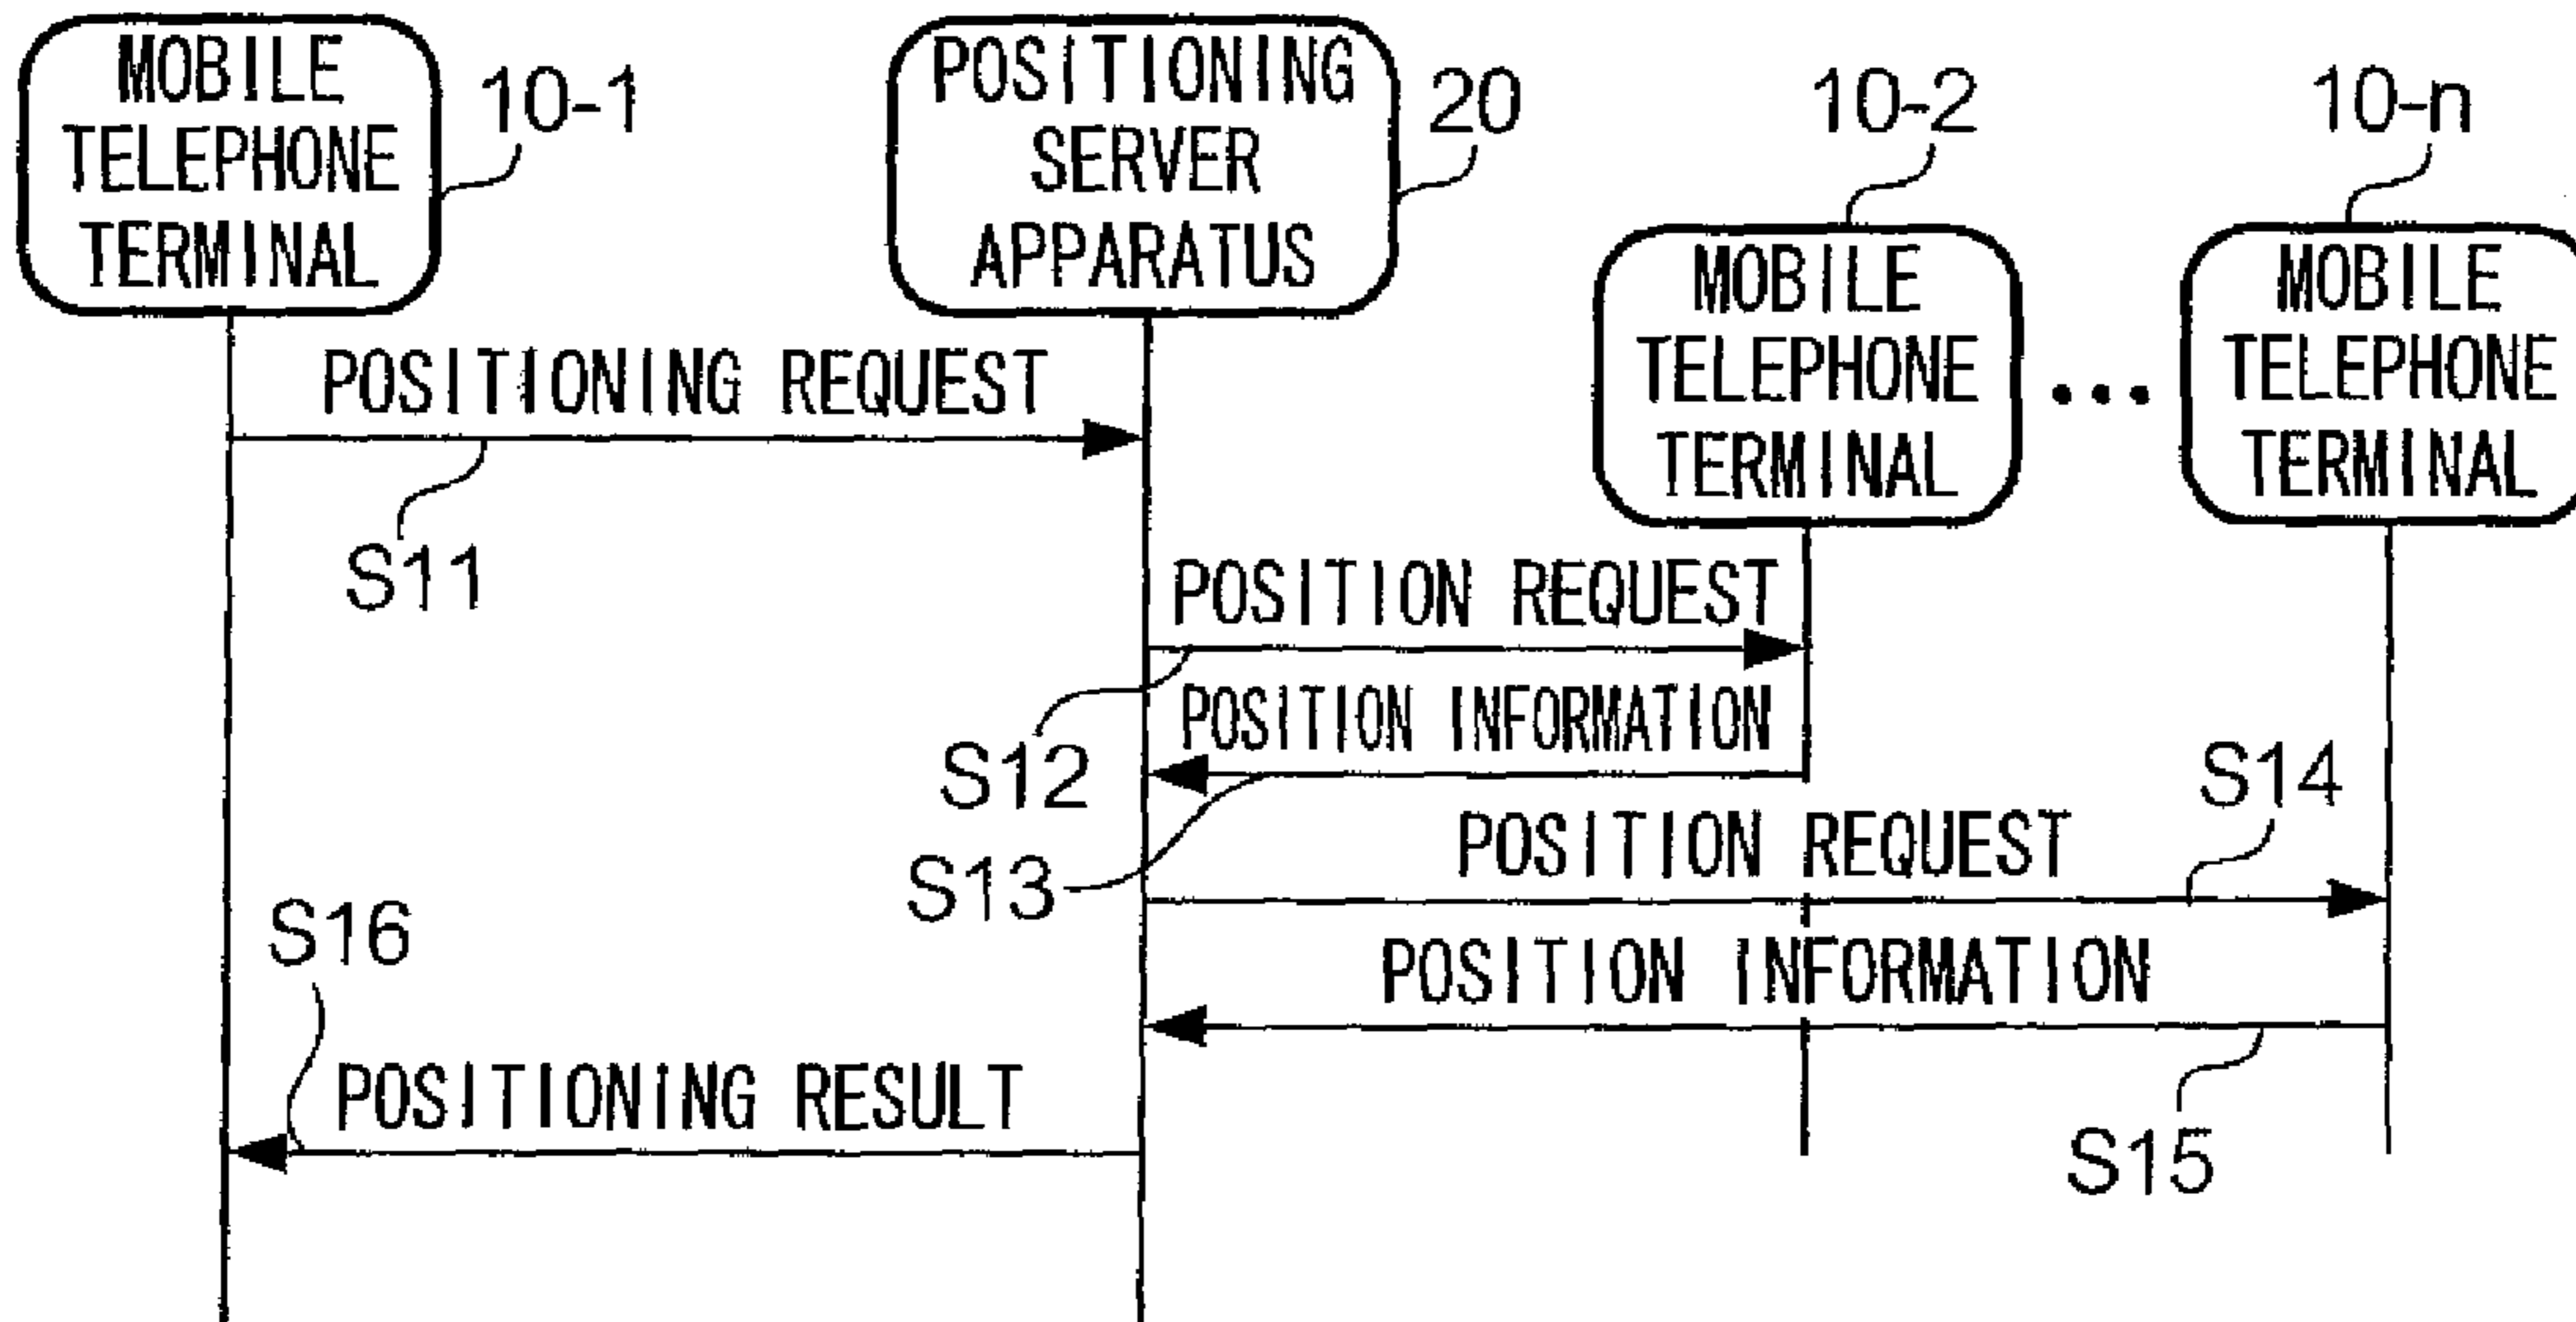 MOBILE
TELEPHONE
TERMINAL
10-1
POSITIONING
SERVER
APPARATUS
20
10-2
MOBILE
TELEPHONE
TERMINAL
...
10-n
MOBILE
TELEPHONE
TERMINAL
POSITIONING REQUEST
S11
POSITION REQUEST
S12
POSITION INFORMATION
S13
POSITION REQUEST
S14
POSITION INFORMATION
S15
S16
POSITIONING RESULT